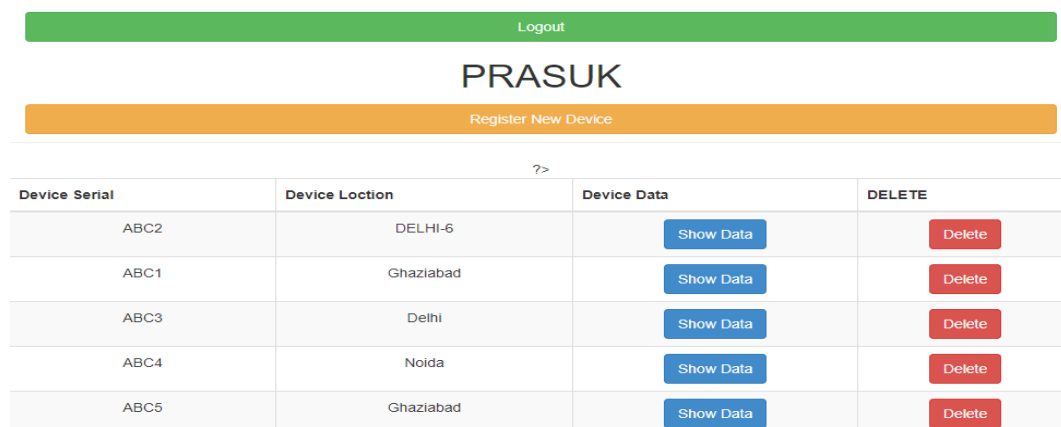 Logout
PRASUK
Register New Device
?>
Device Serial Device Loction Device Data DELETE
ABC2 DELHI-6 Show Data Delete
ABC1 Ghaziabad Show Data Delete
ABC3 Delhi Show Data Delete
ABC4 Noida Show Data Delete
ABC5 Ghaziabad Show Data Delete